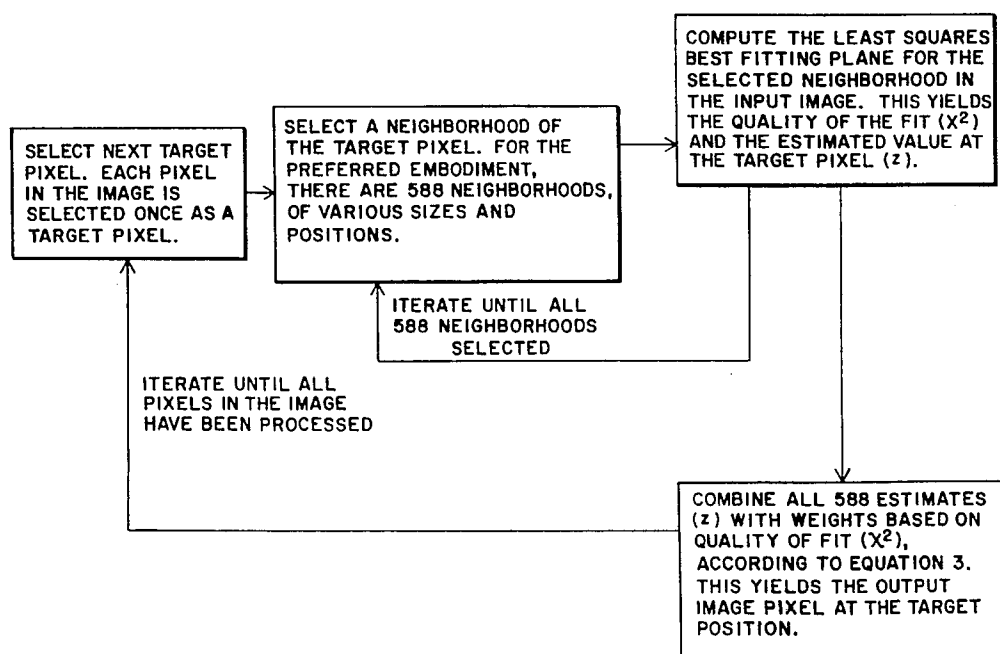 SELECT NEXT TARGET
PIXEL. EACH PIXEL
IN THE IMAGE IS
SELECTED ONCE AS A
TARGET PIXEL.
SELECT A NEIGHBORHOOD OF
THE TARGET PIXEL. FOR THE
PREFERRED EMBODIMENT,
THERE ARE 588 NEIGHBORHOODS,
OF VARIOUS SIZES AND
POSITIONS.
COMPUTE THE LEAST SQUARES
BEST FITTING PLANE FOR THE
SELECTED NEIGHBORHOOD IN
THE INPUT IMAGE. THIS YIELDS
THE QUALITY OF THE FIT (X²)
AND THE ESTIMATED VALUE AT
THE TARGET PIXEL (z).
ITERATE UNTIL ALL
588 NEIGHBORHOODS
SELECTED
ITERATE UNTIL ALL
PIXELS IN THE IMAGE
HAVE BEEN PROCESSED
COMBINE ALL 588 ESTIMATES
(z) WITH WEIGHTS BASED ON
QUALITY OF FIT (X²),
ACCORDING TO EQUATION 3.
THIS YIELDS THE OUTPUT
IMAGE PIXEL AT THE TARGET
POSITION.